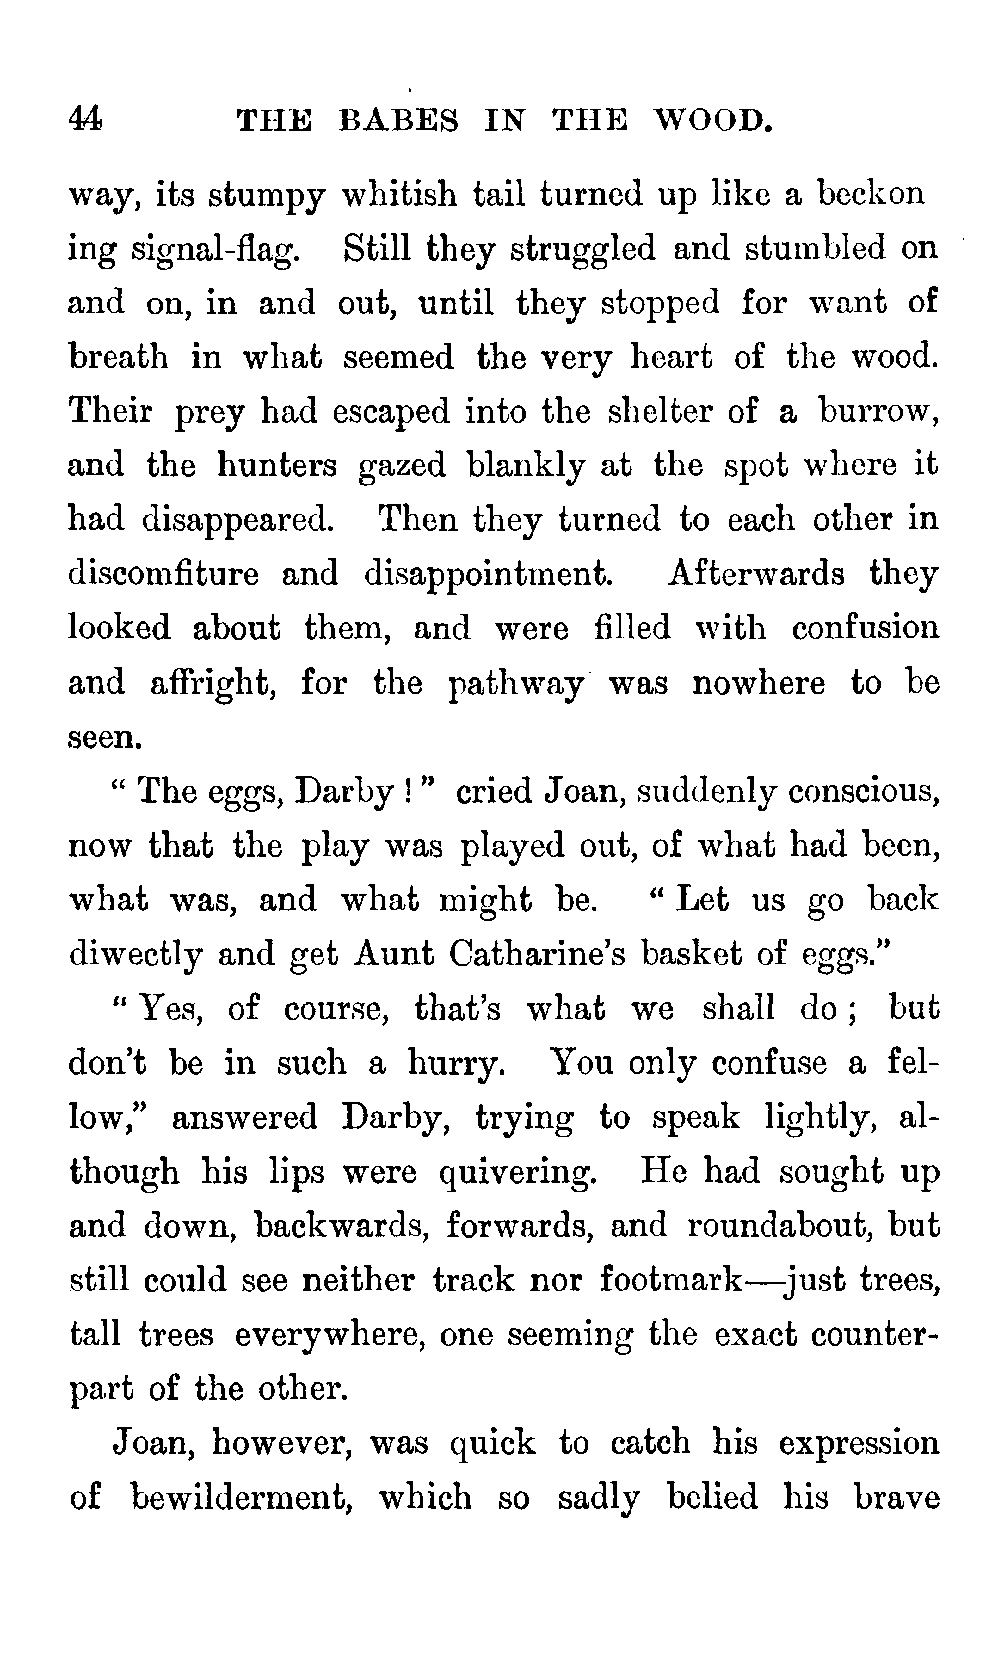 44 THE BABES IN THE WOOD.
way, its stumpy whitish tail turned up like a beckon
ing signal-flag. Still they struggled and stumbled on
and on, in and out, until they stopped for want of
breath in what seemed the very heart of the wood.
Their prey had escaped into the shelter of a burrow,
and the hunters gazed blankly at the spot where it
had disappeared. Then they turned to each other in
discomfiture and disappointment. Afterwards they
looked about them, and were filled with confusion
and affright, for the pathway was nowhere to be
seen.
“ The eggs, Darby ! ” cried Joan, suddenly conscious,
now that the play was played out, of what had been,
what was, and what might be. “ Let us go back
diwectly and get Aunt Catharine’s basket of eggs.”
“ Yes, of course, that’s what we shall do ; but
don’t be in such a hurry. You only confuse a fel-
low,” answered Darby, trying to speak lightly, al-
though his lips were quivering. He had sought up
and down, backwards, forwards, and roundabout, but
still could see neither track nor footmark—just trees,
tall trees everywhere, one seeming the exact counter-
part of the other.
Joan, however, was quick to catch his expression
of bewilderment, which so sadly belied his brave